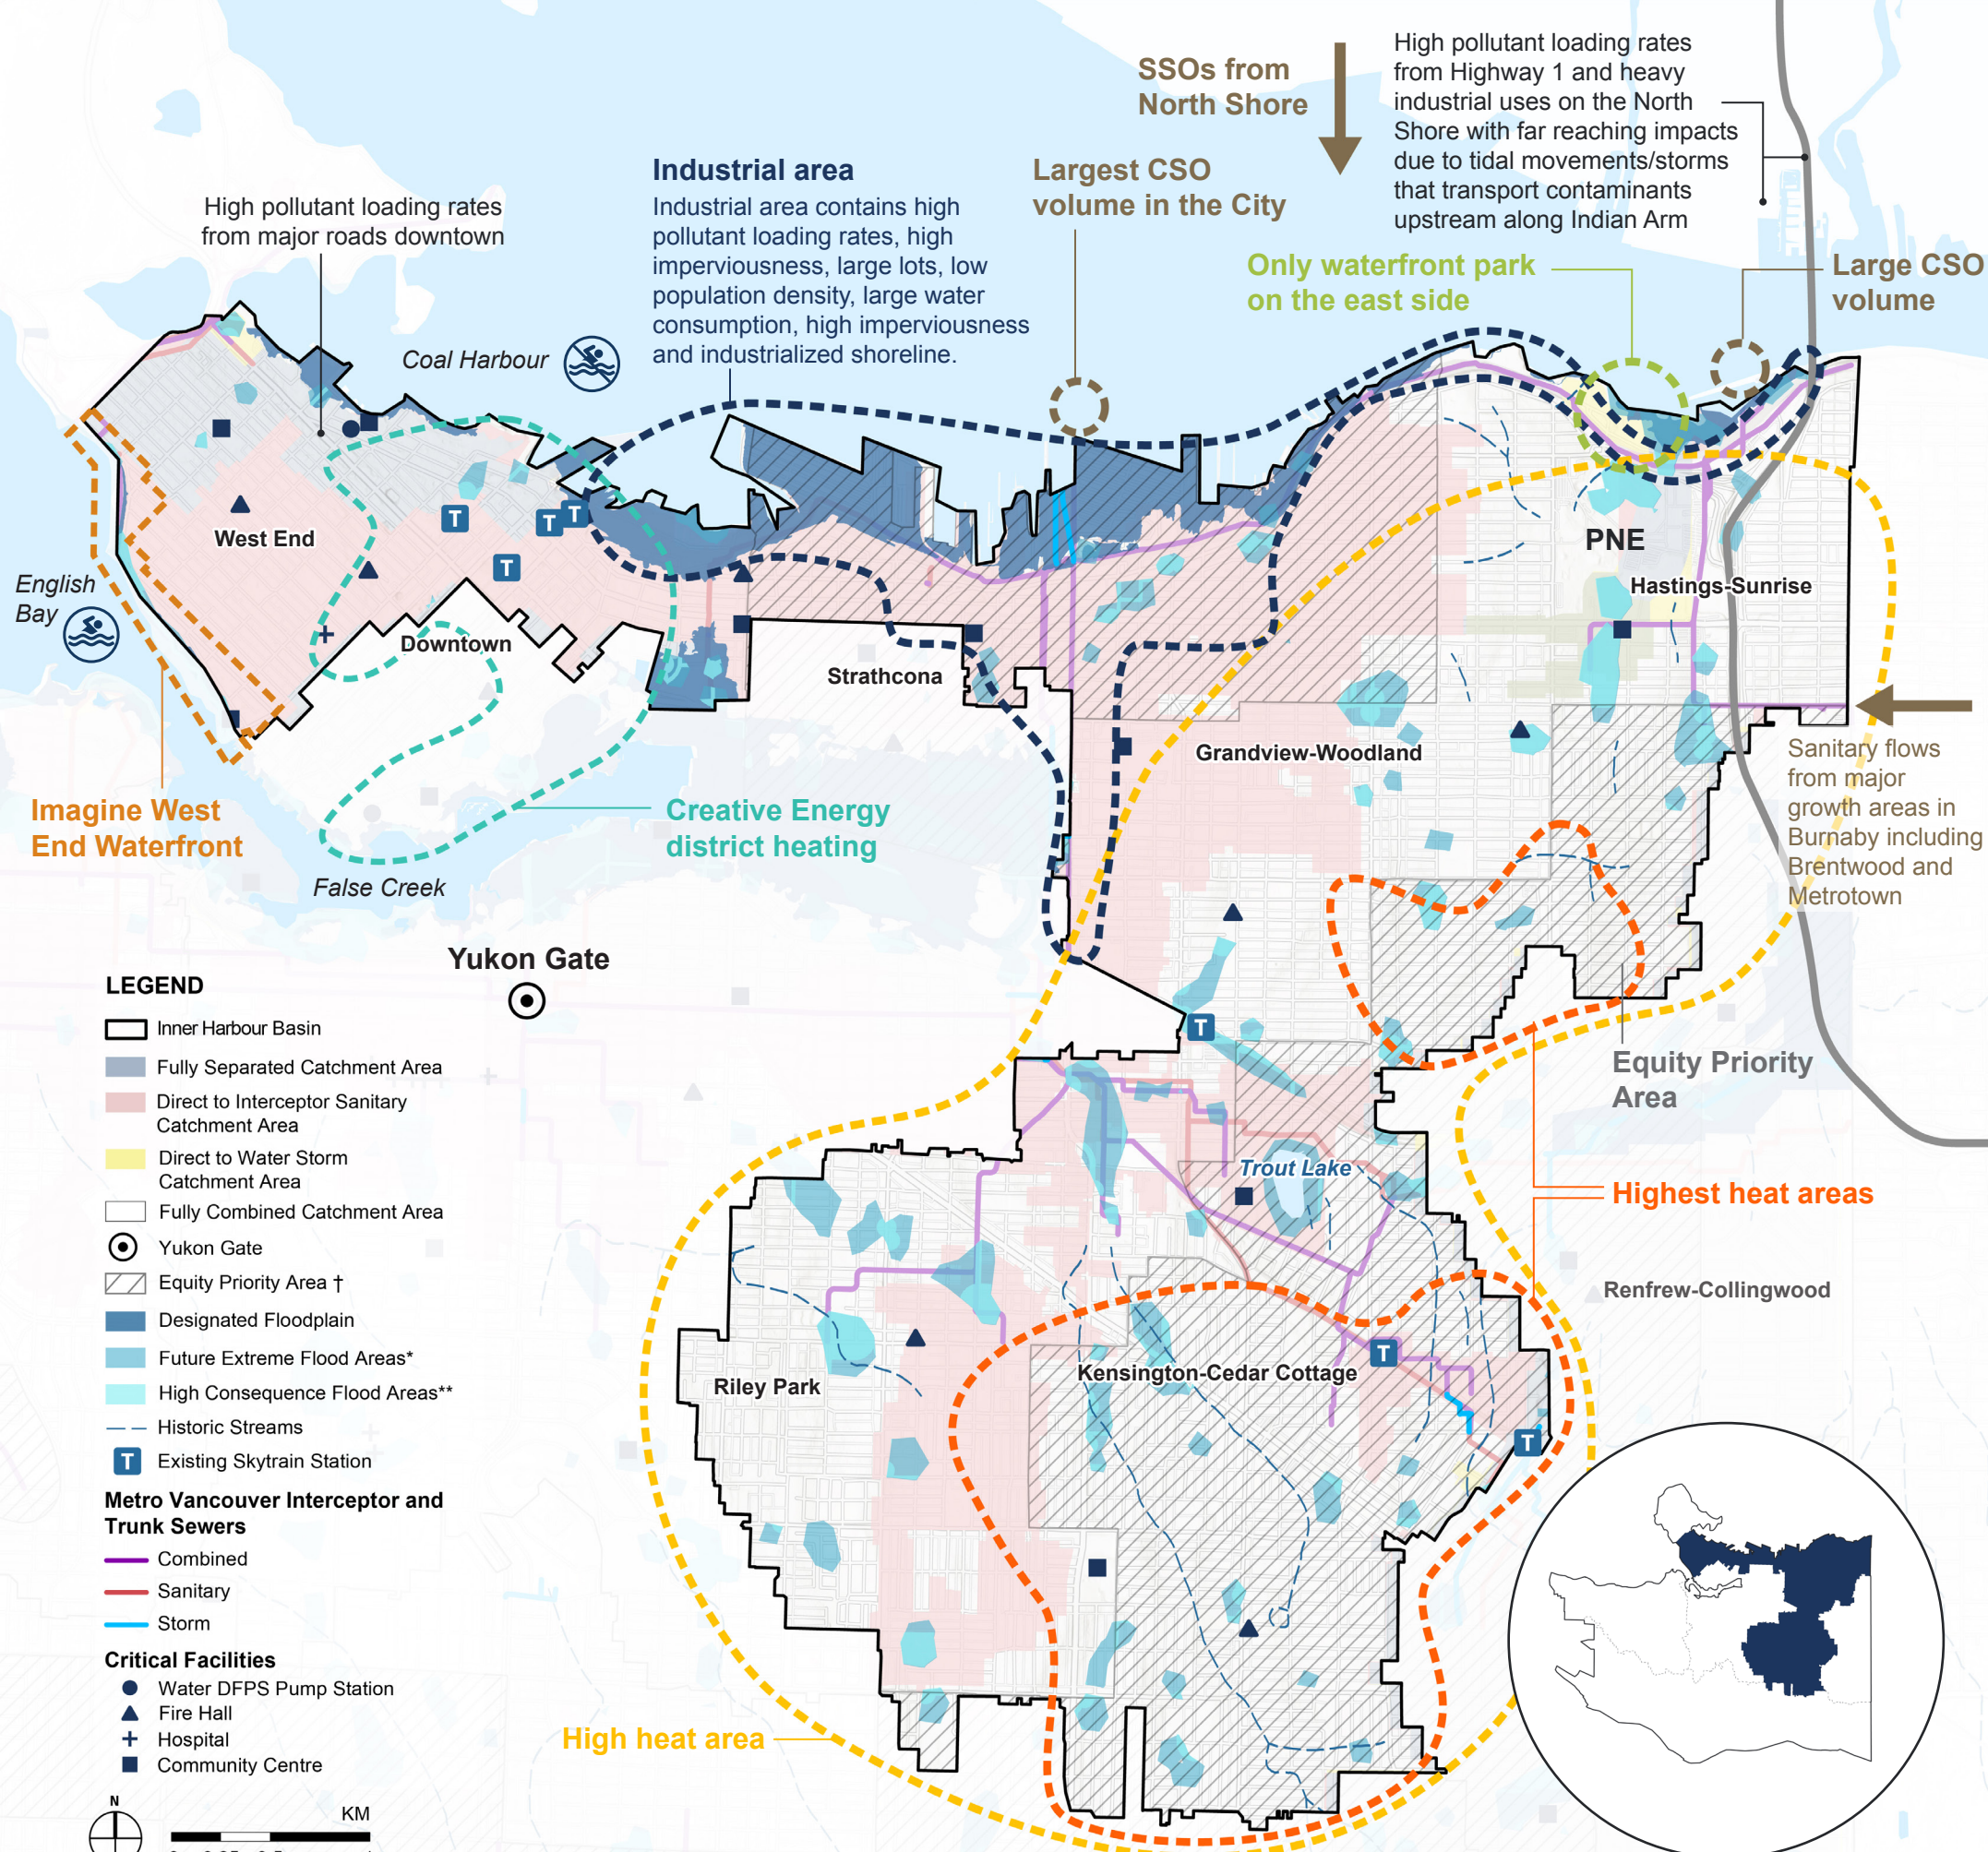 SSOs from
North Shore
High pollutant loading rates
from Highway 1 and heavy
industrial uses on the North
Shore with far reaching impacts
due to tidal movements/storms
that transport contaminants
upstream along Indian Arm
Industrial area
Industrial area contains high
pollutant loading rates, high
imperviousness, large lots, low
population density, large water
consumption, high imperviousness
and industrialized shoreline.
Largest CSO
volume in the City
High pollutant loading rates
from major roads downtown
Only waterfront park
on the east side
Large CSO
volume
Coal Harbour
West End
English
Bay
Downtown
Strathcona
PNE
Hastings-Sunrise
Grandview-Woodland
Sanitary flows
from major
growth areas in
Burnaby including
Brentwood and
Metrotown
Imagine West
End Waterfront
Creative Energy
district heating
False Creek
Yukon Gate
Equity Priority
Area
Trout Lake
Highest heat areas
Renfrew-Collingwood
Kensington-Cedar Cottage
Riley Park
High heat area
T
T
T
T
T
T
T
LEGEND
Inner Harbour Basin
Fully Separated Catchment Area
Direct to Interceptor Sanitary
Catchment Area
Direct to Water Storm
Catchment Area
Fully Combined Catchment Area
Yukon Gate
Equity Priority Area †
Designated Floodplain
Future Extreme Flood Areas*
High Consequence Flood Areas**
Historic Streams
T Existing Skytrain Station
Metro Vancouver Interceptor and
Trunk Sewers
Combined
Sanitary
Storm
Critical Facilities
Water DFPS Pump Station
Fire Hall
Hospital
Community Centre
N
KM